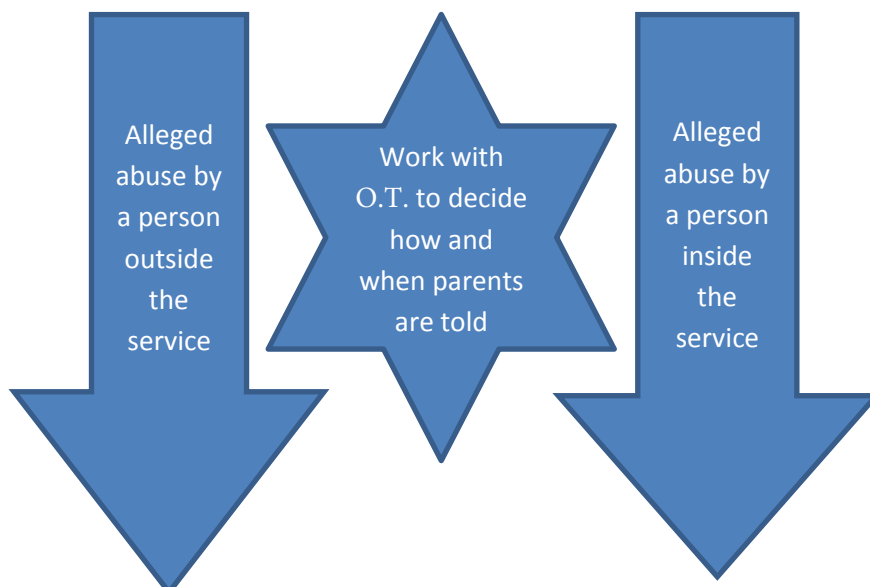 Alleged
abuse by
a person
outside
the
service
Work with
O.T. to decide
how and
when parents
are told
Alleged
abuse by
a person
inside
the
service